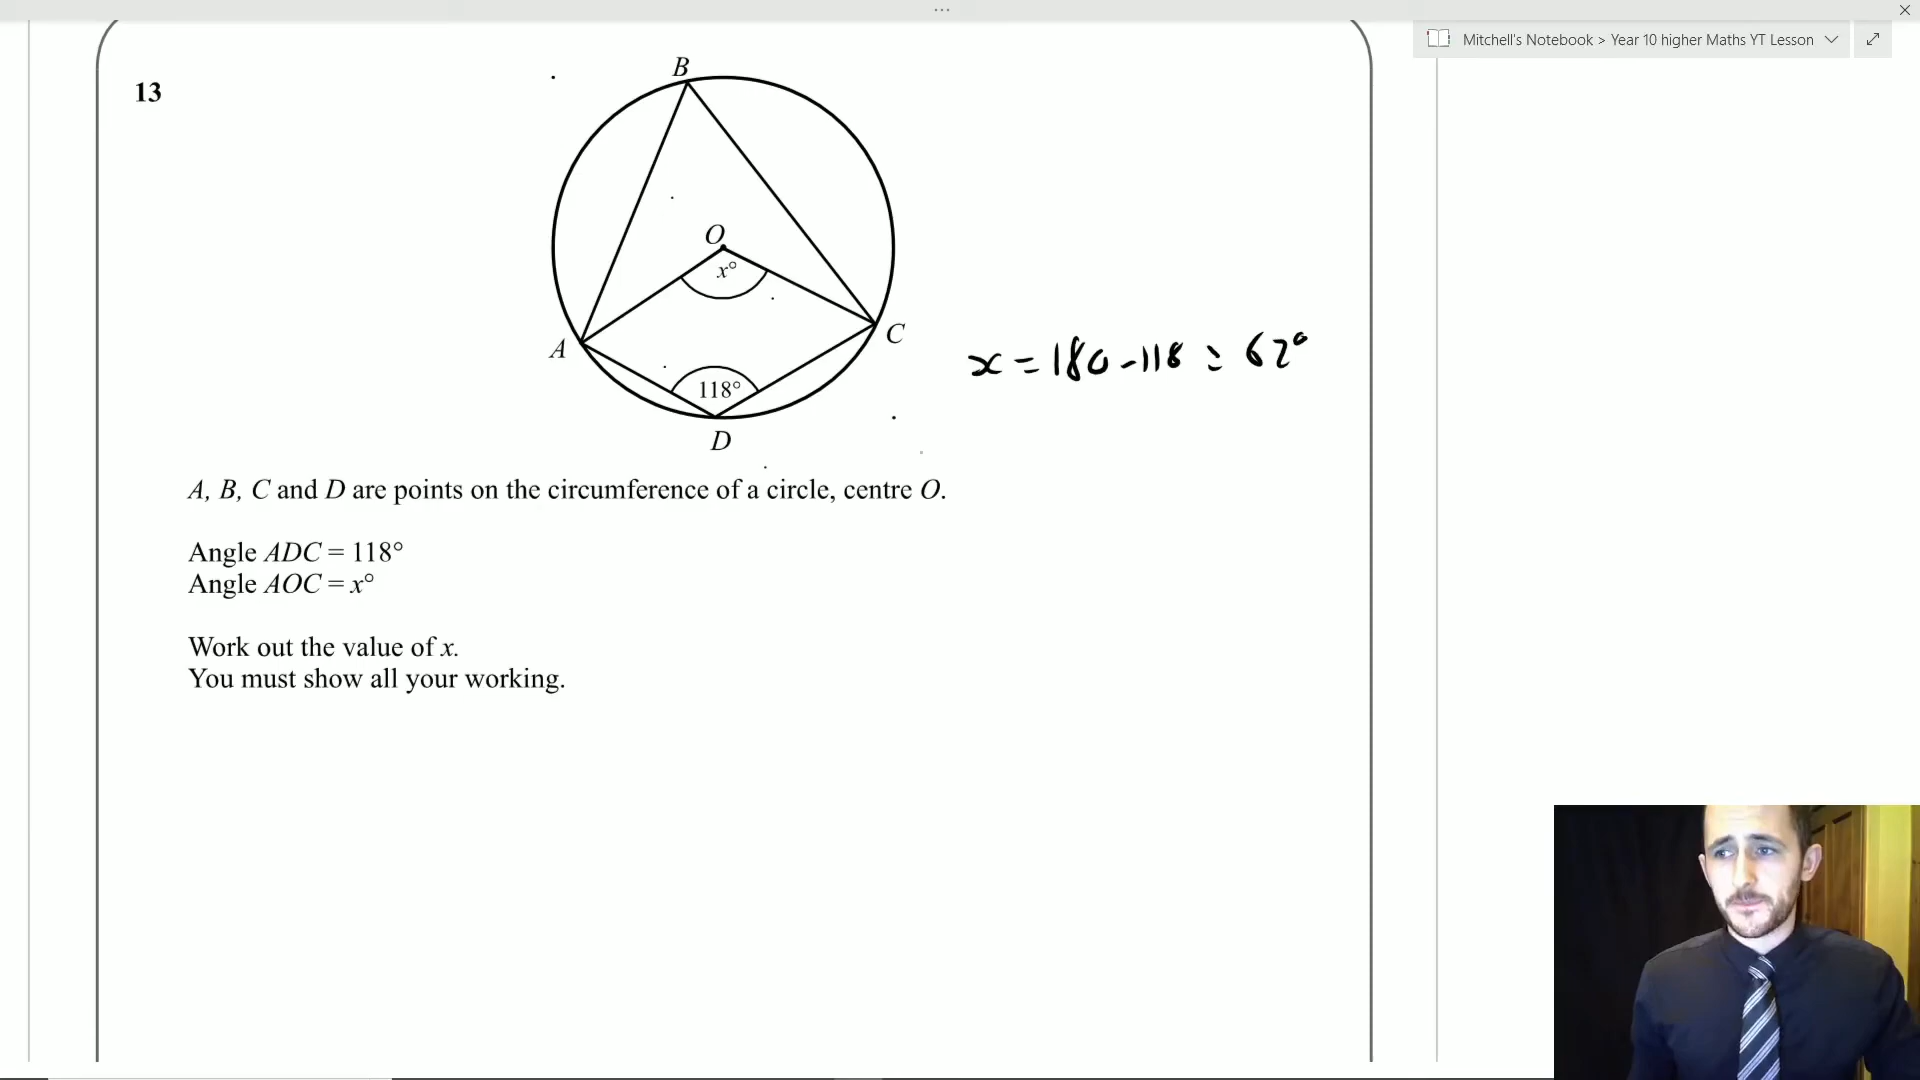 ...
Mitchell's Notebook > Year 10 higher Maths YT Lesson
13
B
O
x°
A
C
x = 180 - 118 = 62°
118°
D
A, B, C and D are points on the circumference of a circle, centre O.
Angle ADC = 118°
Angle AOC = x°
Work out the value of x.
You must show all your working.